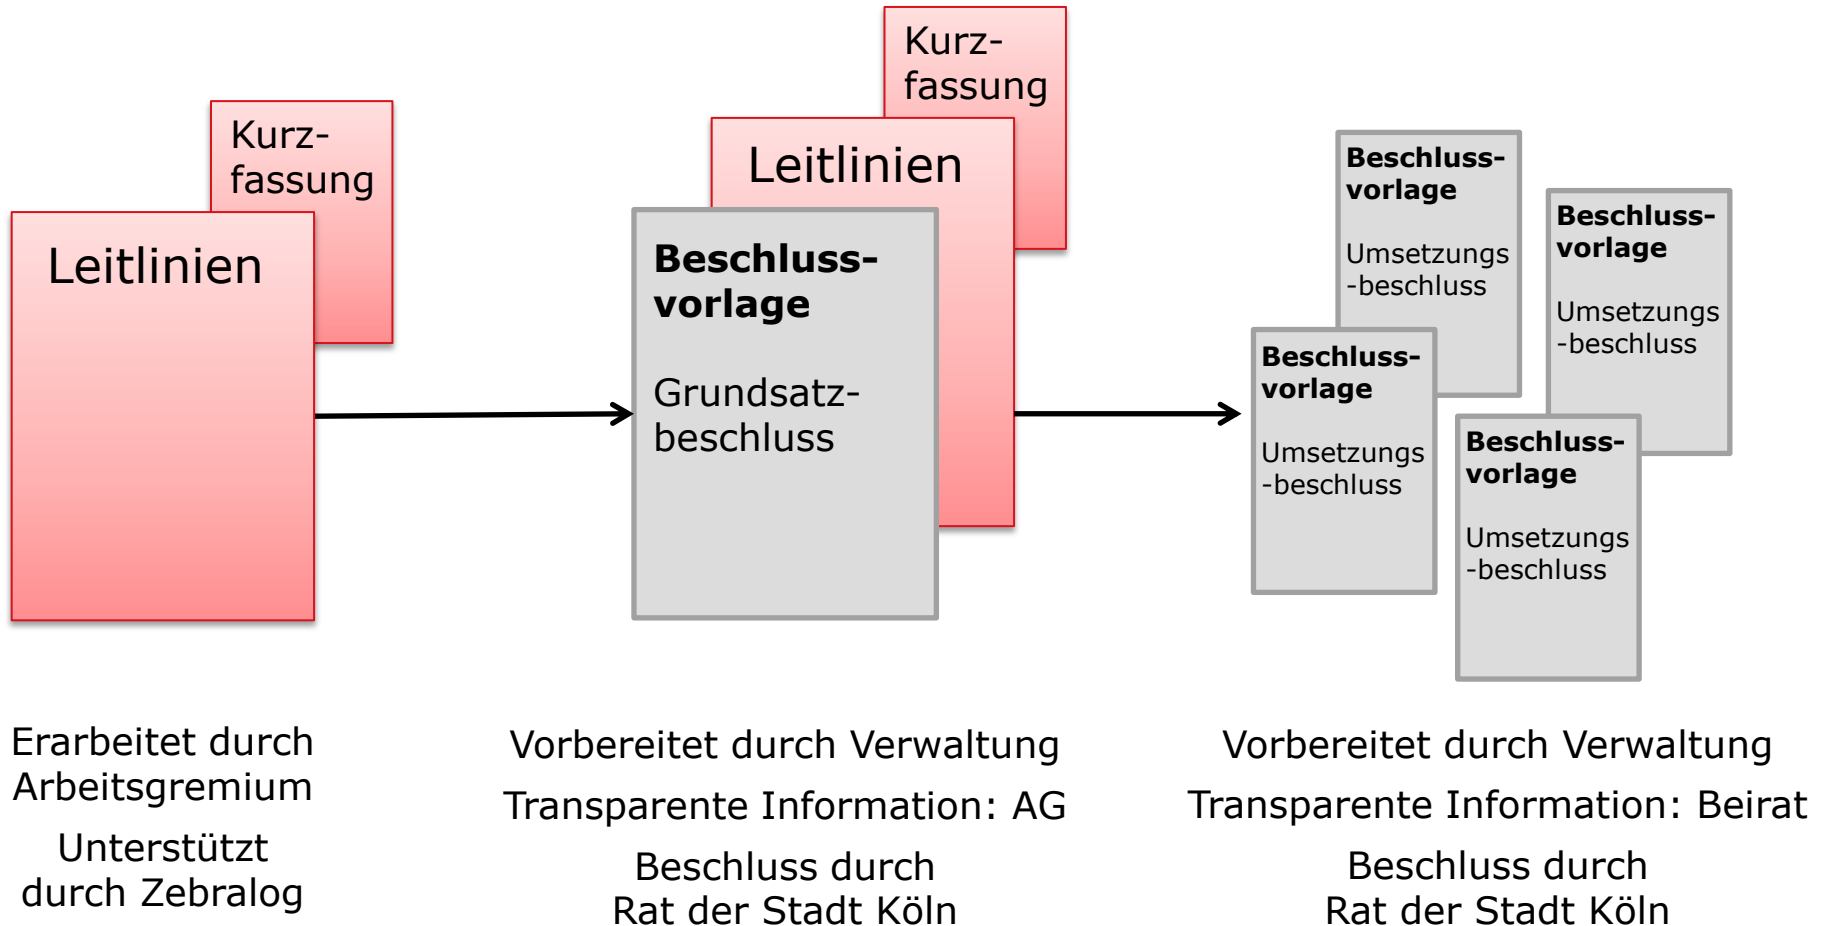 Kurz-
fassung
Leitlinien
Kurz-
fassung
Leitlinien
Beschluss-
vorlage
Grundsatz-
beschluss
Beschluss-
vorlage
Umsetzungs
-beschluss
Beschluss-
vorlage
Umsetzungs
-beschluss
Beschluss-
vorlage
Umsetzungs
-beschluss
Beschluss-
vorlage
Umsetzungs
-beschluss
Erarbeitet durch
Arbeitsgremium
Unterstützt
durch Zebralog
Vorbereitet durch Verwaltung
Transparente Information: AG
Beschluss durch
Rat der Stadt Köln
Vorbereitet durch Verwaltung
Transparente Information: Beirat
Beschluss durch
Rat der Stadt Köln